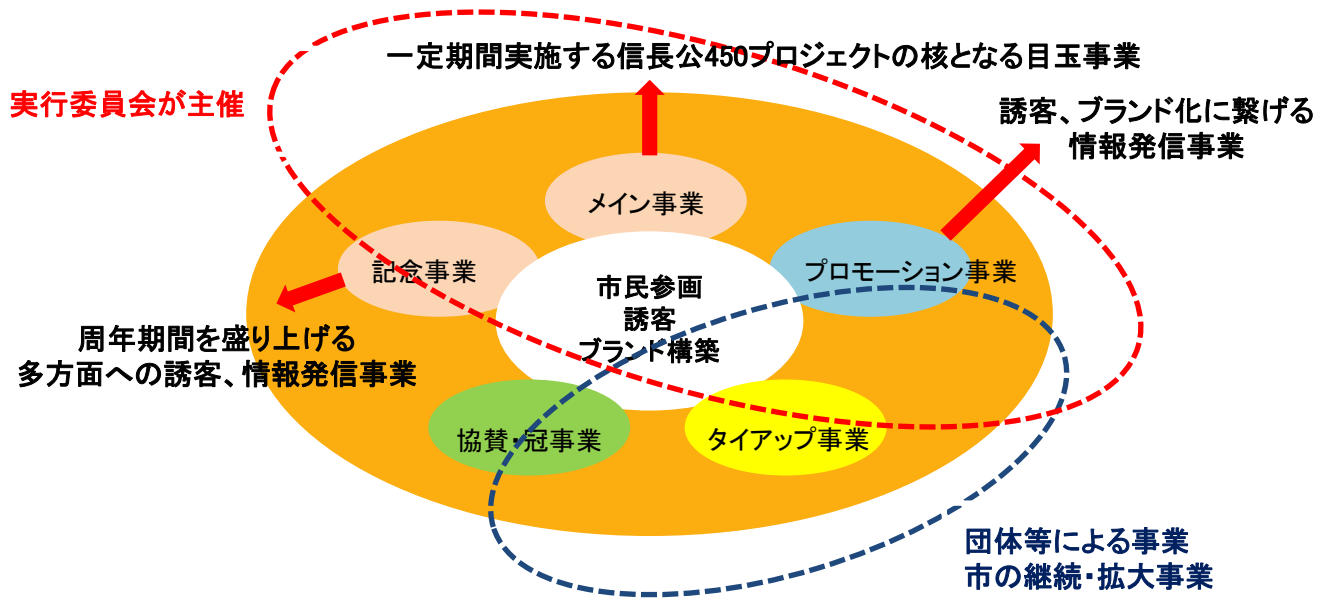 一定期間実施する信長公450プロジェクトの核となる目玉事業
実行委員会が主催
誘客、ブランド化に繋げる
情報発信事業
メイン事業
記念事業
プロモーション事業
市民参画
誘客
ブランド構築
周年期間を盛り上げる
多方面への誘客、情報発信事業
協賛・冠事業
タイアップ事業
団体等による事業
市の継続・拡大事業